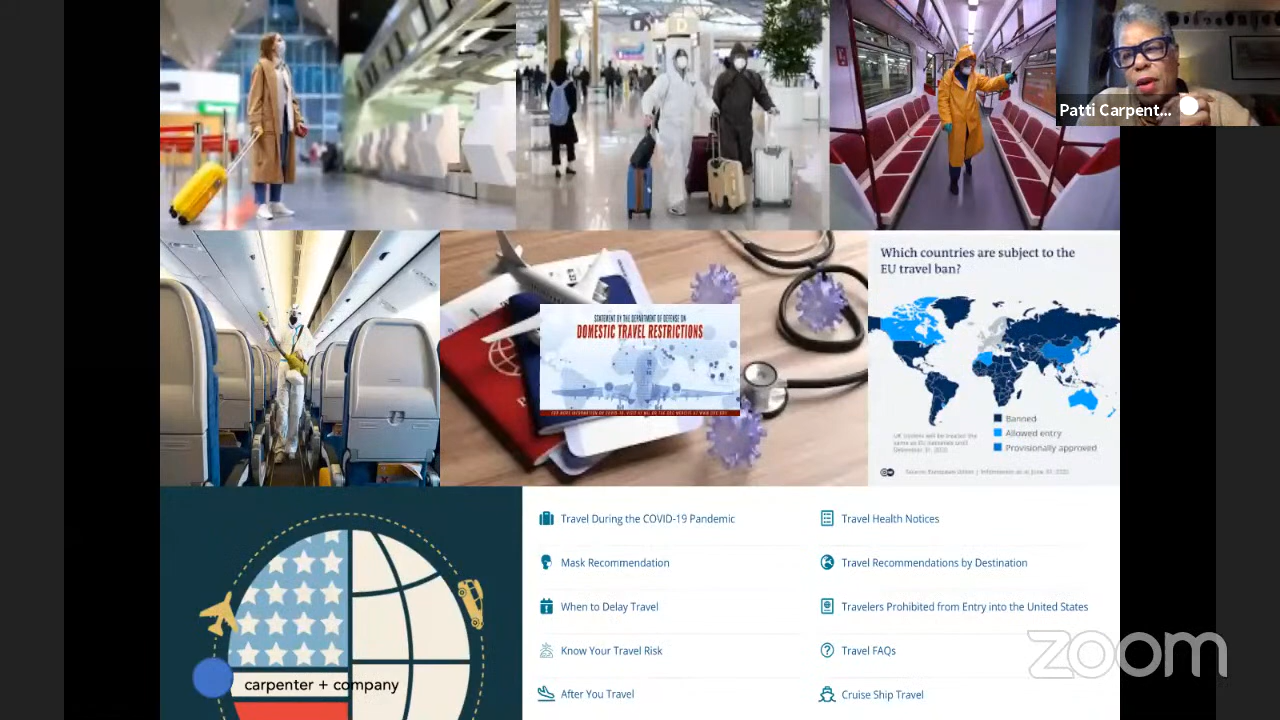 Patti Carpent...
Which countries are subject to the
EU travel ban?
STATEMENT BY THE DEPARTMENT OF DEFENSE ON
DOMESTIC TRAVEL RESTRICTIONS
Banned
Allowed entry
Provisionally approved
carpenter + company
Travel During the COVID-19 Pandemic
Mask Recommendation
When to Delay Travel
Know Your Travel Risk
After You Travel
Travel Health Notices
Travel Recommendations by Destination
Travelers Prohibited from Entry into the United States
Travel FAQs
Cruise Ship Travel
zoom